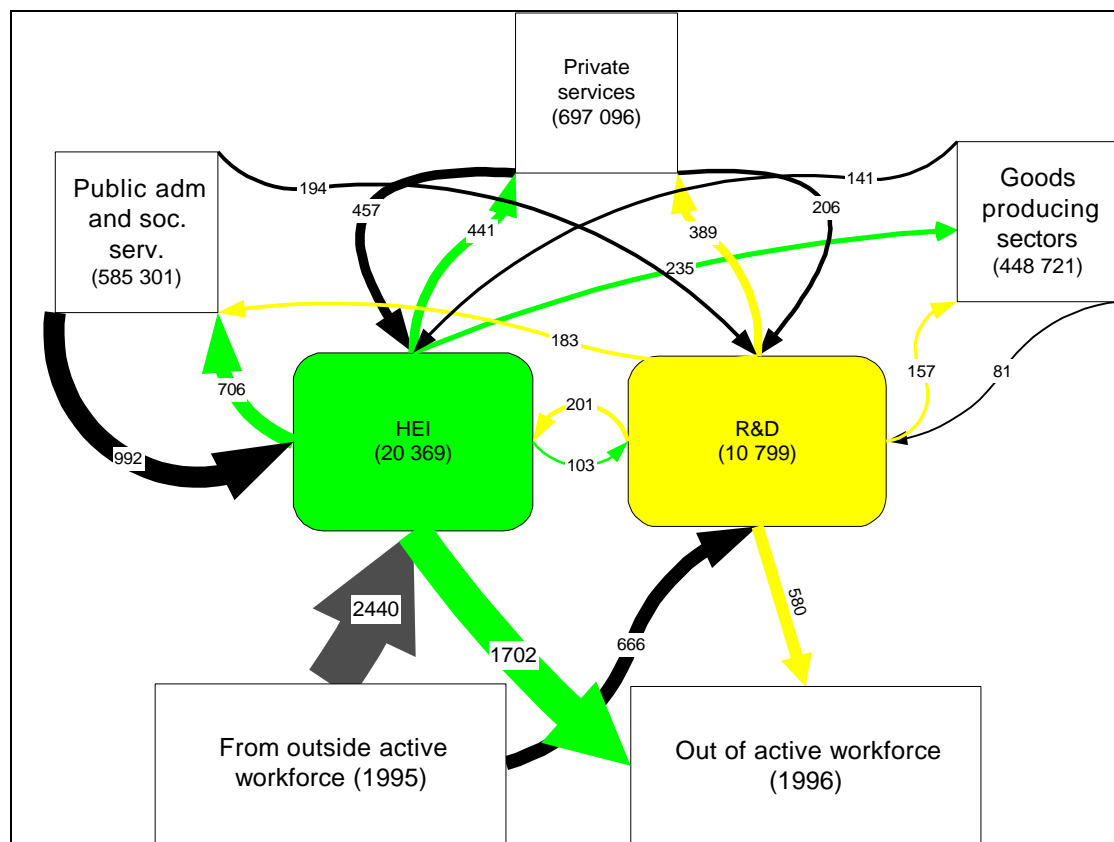 Private
services
(697 096)
Public adm
and soc.
serv.
(585 301)
Goods
producing
sectors
(448 721)
194
141
457
441
389
206
235
183
706
157
81
992
201
103
HEI
(20 369)
R&D
(10 799)
2440
1702
666
580
From outside active
workforce (1995)
Out of active workforce
(1996)